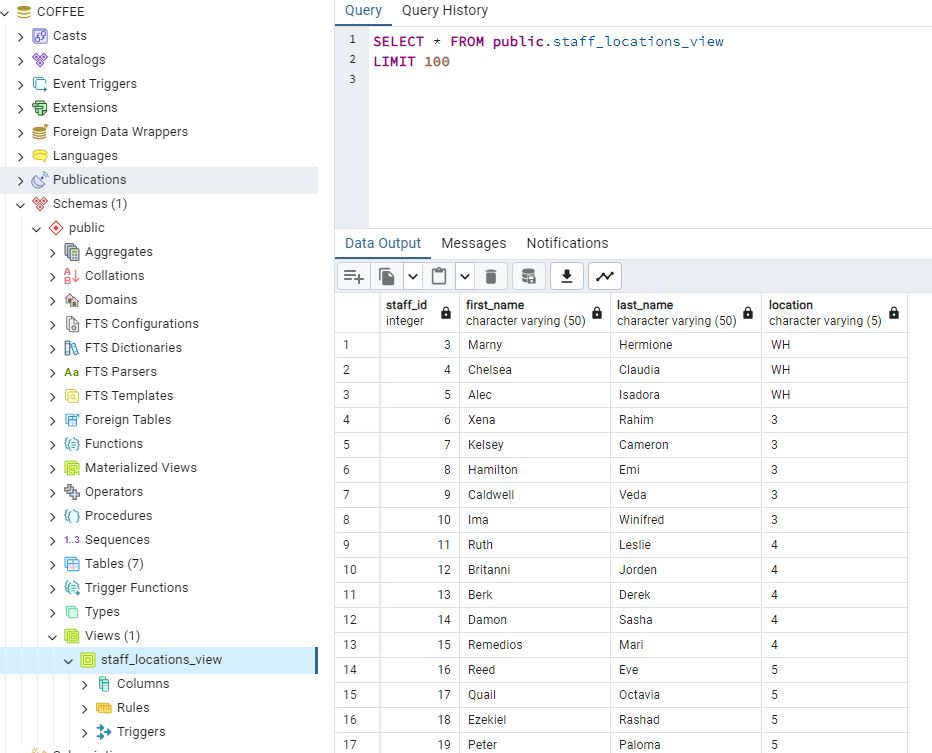 COFFEE
Casts
Catalogs
Event Triggers
Extensions
Foreign Data Wrappers
Languages
Publications
Schemas (1)
public
Aggregates
Collations
Domains
FTS Configurations
FTS Dictionaries
Aa FTS Parsers
FTS Templates
Foreign Tables
Functions
Materialized Views
Operators
Procedures
1..3 Sequences
Tables (7)
Trigger Functions
Types
Views (1)
staff_locations_view
Columns
Rules
Triggers
Query Query History
1 SELECT * FROM public.staff_locations_view
2 LIMIT 100
3
Data Output Messages Notifications
staff_id first_name last_name location
integer character varying (50) character varying (50) character varying (5)
1 3 Marny Hermione WH
2 4 Chelsea Claudia WH
3 5 Alec Isadora WH
4 6 Xena Rahim 3
5 7 Kelsey Cameron 3
6 8 Hamilton Emi 3
7 9 Caldwell Veda 3
8 10 Ima Winifred 3
9 11 Ruth Leslie 4
10 12 Britanni Jorden 4
11 13 Berk Derek 4
12 14 Damon Sasha 4
13 15 Remedios Mari 4
14 16 Reed Eve 5
15 17 Quail Octavia 5
16 18 Ezekiel Rashad 5
17 19 Peter Paloma 5